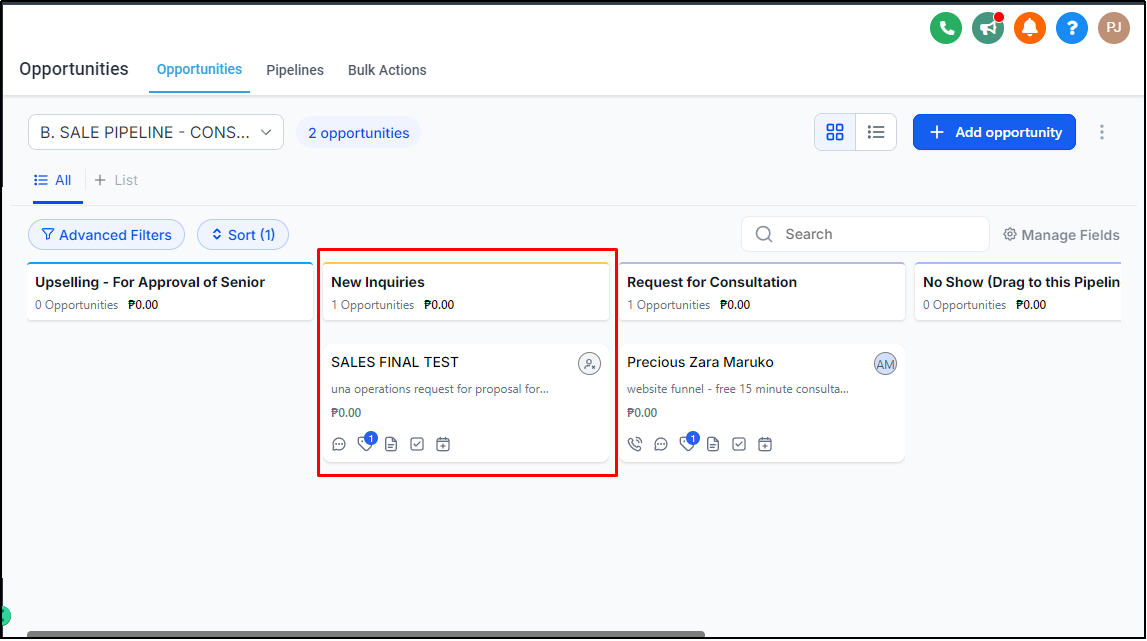 PJ
Opportunities
Opportunities
Pipelines
Bulk Actions
B. SALE PIPELINE - CONS...
2 opportunities
Add opportunity
All
List
Advanced Filters
Sort (1)
Search
Manage Fields
Upselling - For Approval of Senior
0 Opportunities ₱0.00
New Inquiries
1 Opportunities ₱0.00
Request for Consultation
1 Opportunities ₱0.00
No Show (Drag to this Pipelin
0 Opportunities ₱0.00
SALES FINAL TEST
una operations request for proposal for...
₱0.00
1
Precious Zara Maruko
AM
website funnel - free 15 minute consulta...
₱0.00
1